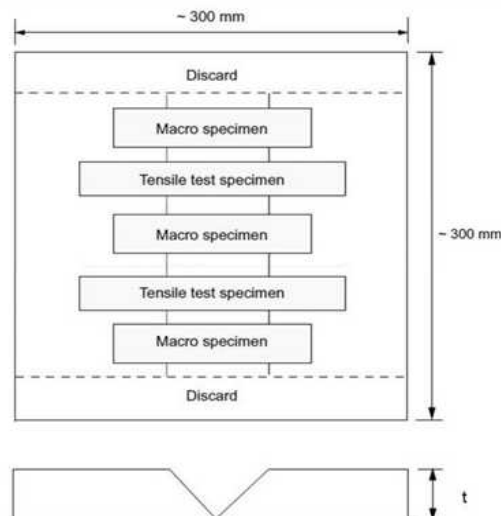 ~ 300 mm
Discard
Macro specimen
Tensile test specimen
Macro specimen
~ 300 mm
Tensile test specimen
Macro specimen
Discard
t